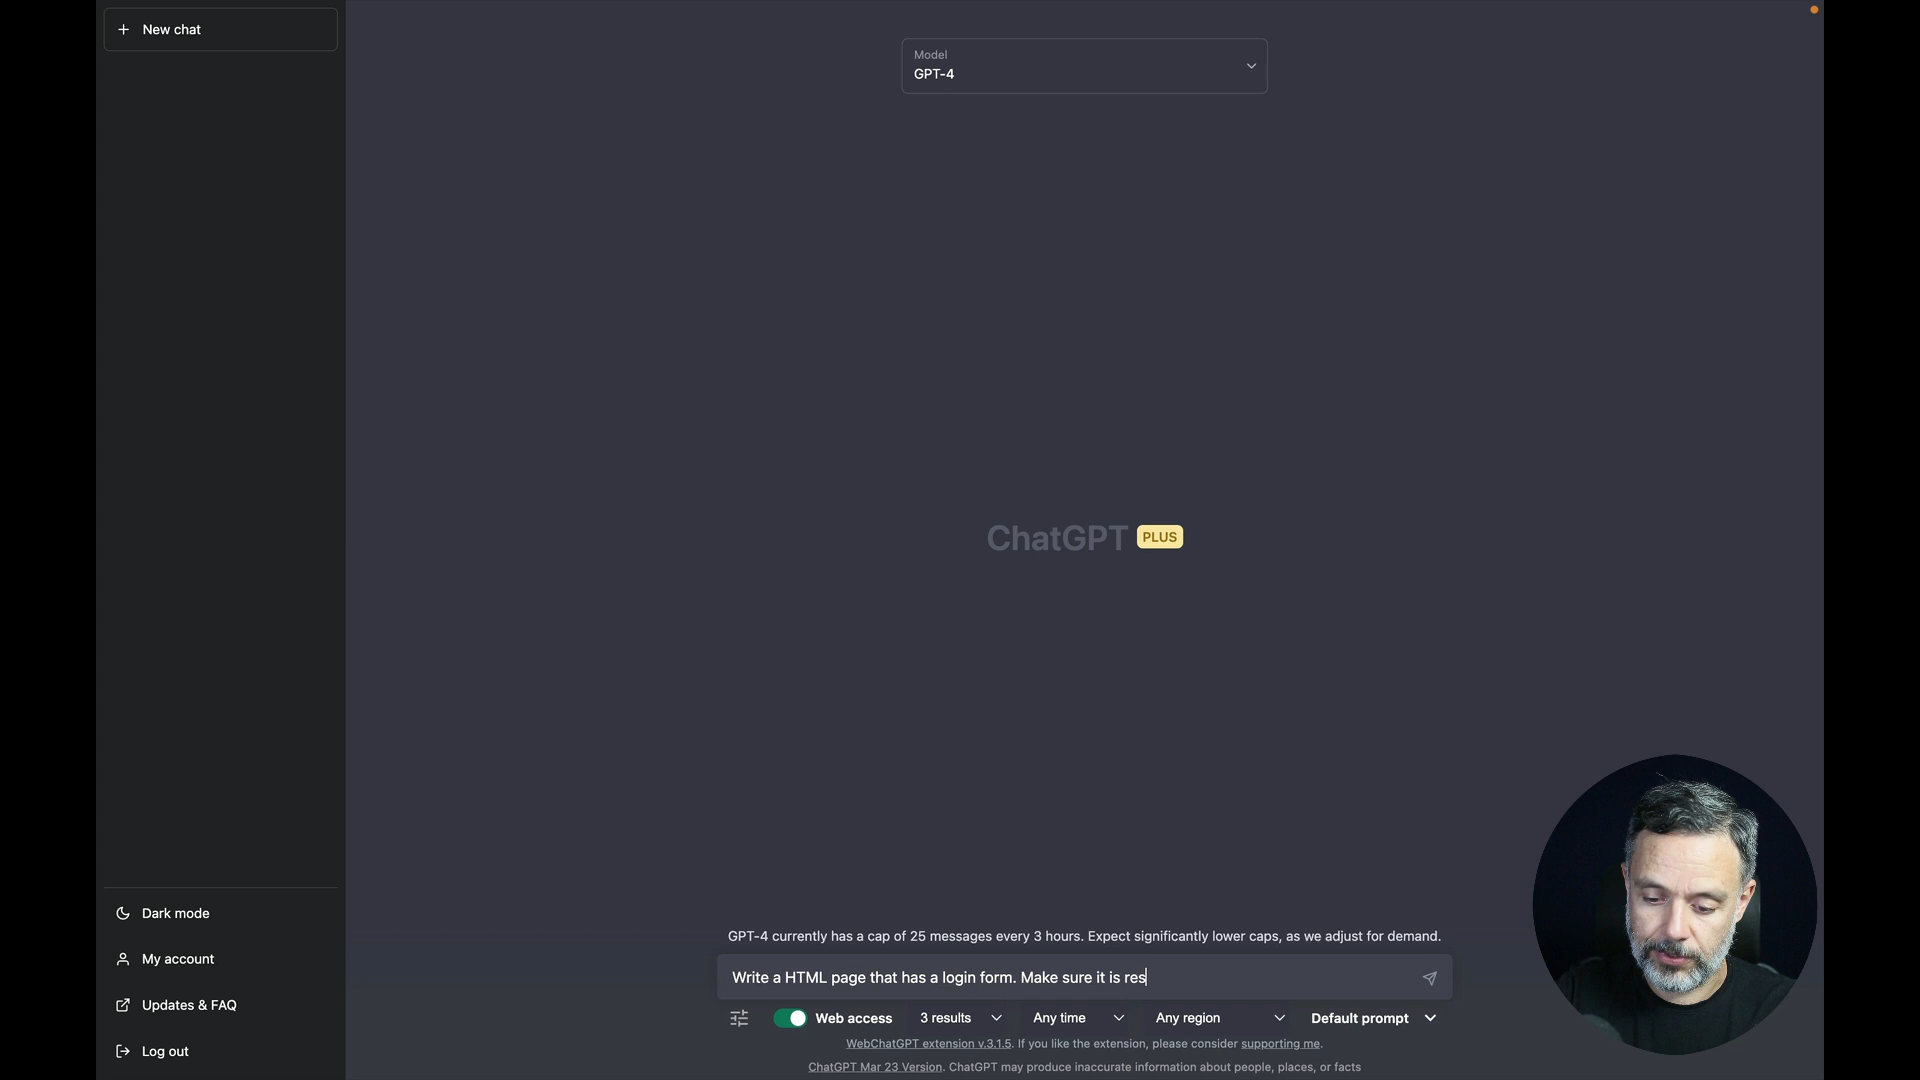 New chat
Model
GPT-4
ChatGPT PLUS
Dark mode
My account
Updates & FAQ
Log out
GPT-4 currently has a cap of 25 messages every 3 hours. Expect significantly lower caps, as we adjust for demand.
Write a HTML page that has a login form. Make sure it is res
Web access 3 results Any time Any region Default prompt
WebChatGPT extension v.3.1.5. If you like the extension, please consider supporting me.
ChatGPT Mar 23 Version. ChatGPT may produce inaccurate information about people, places, or facts